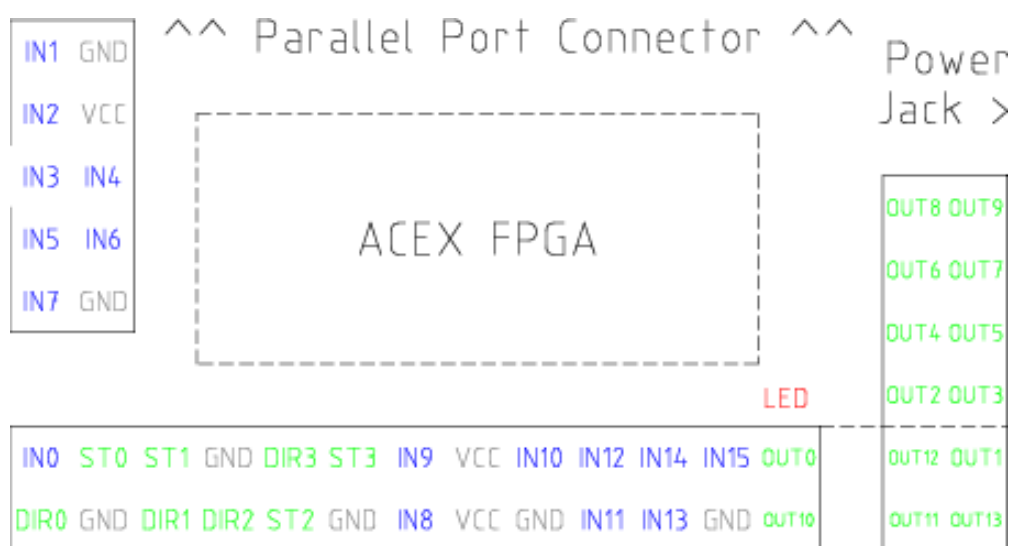 ^^ Parallel Port Connector ^^
Power
Jack >
IN1 GND
IN2 VCC
IN3 IN4
IN5 IN6
IN7 GND
ACEX FPGA
OUT8 OUT9
OUT6 OUT7
OUT4 OUT5
OUT2 OUT3
OUT12 OUT1
OUT11 OUT13
LED
IN0 ST0 ST1 GND DIR3 ST3 IN9 VCC IN10 IN12 IN14 IN15 OUT0
DIR0 GND DIR1 DIR2 ST2 GND IN8 VCC GND IN11 IN13 GND OUT10